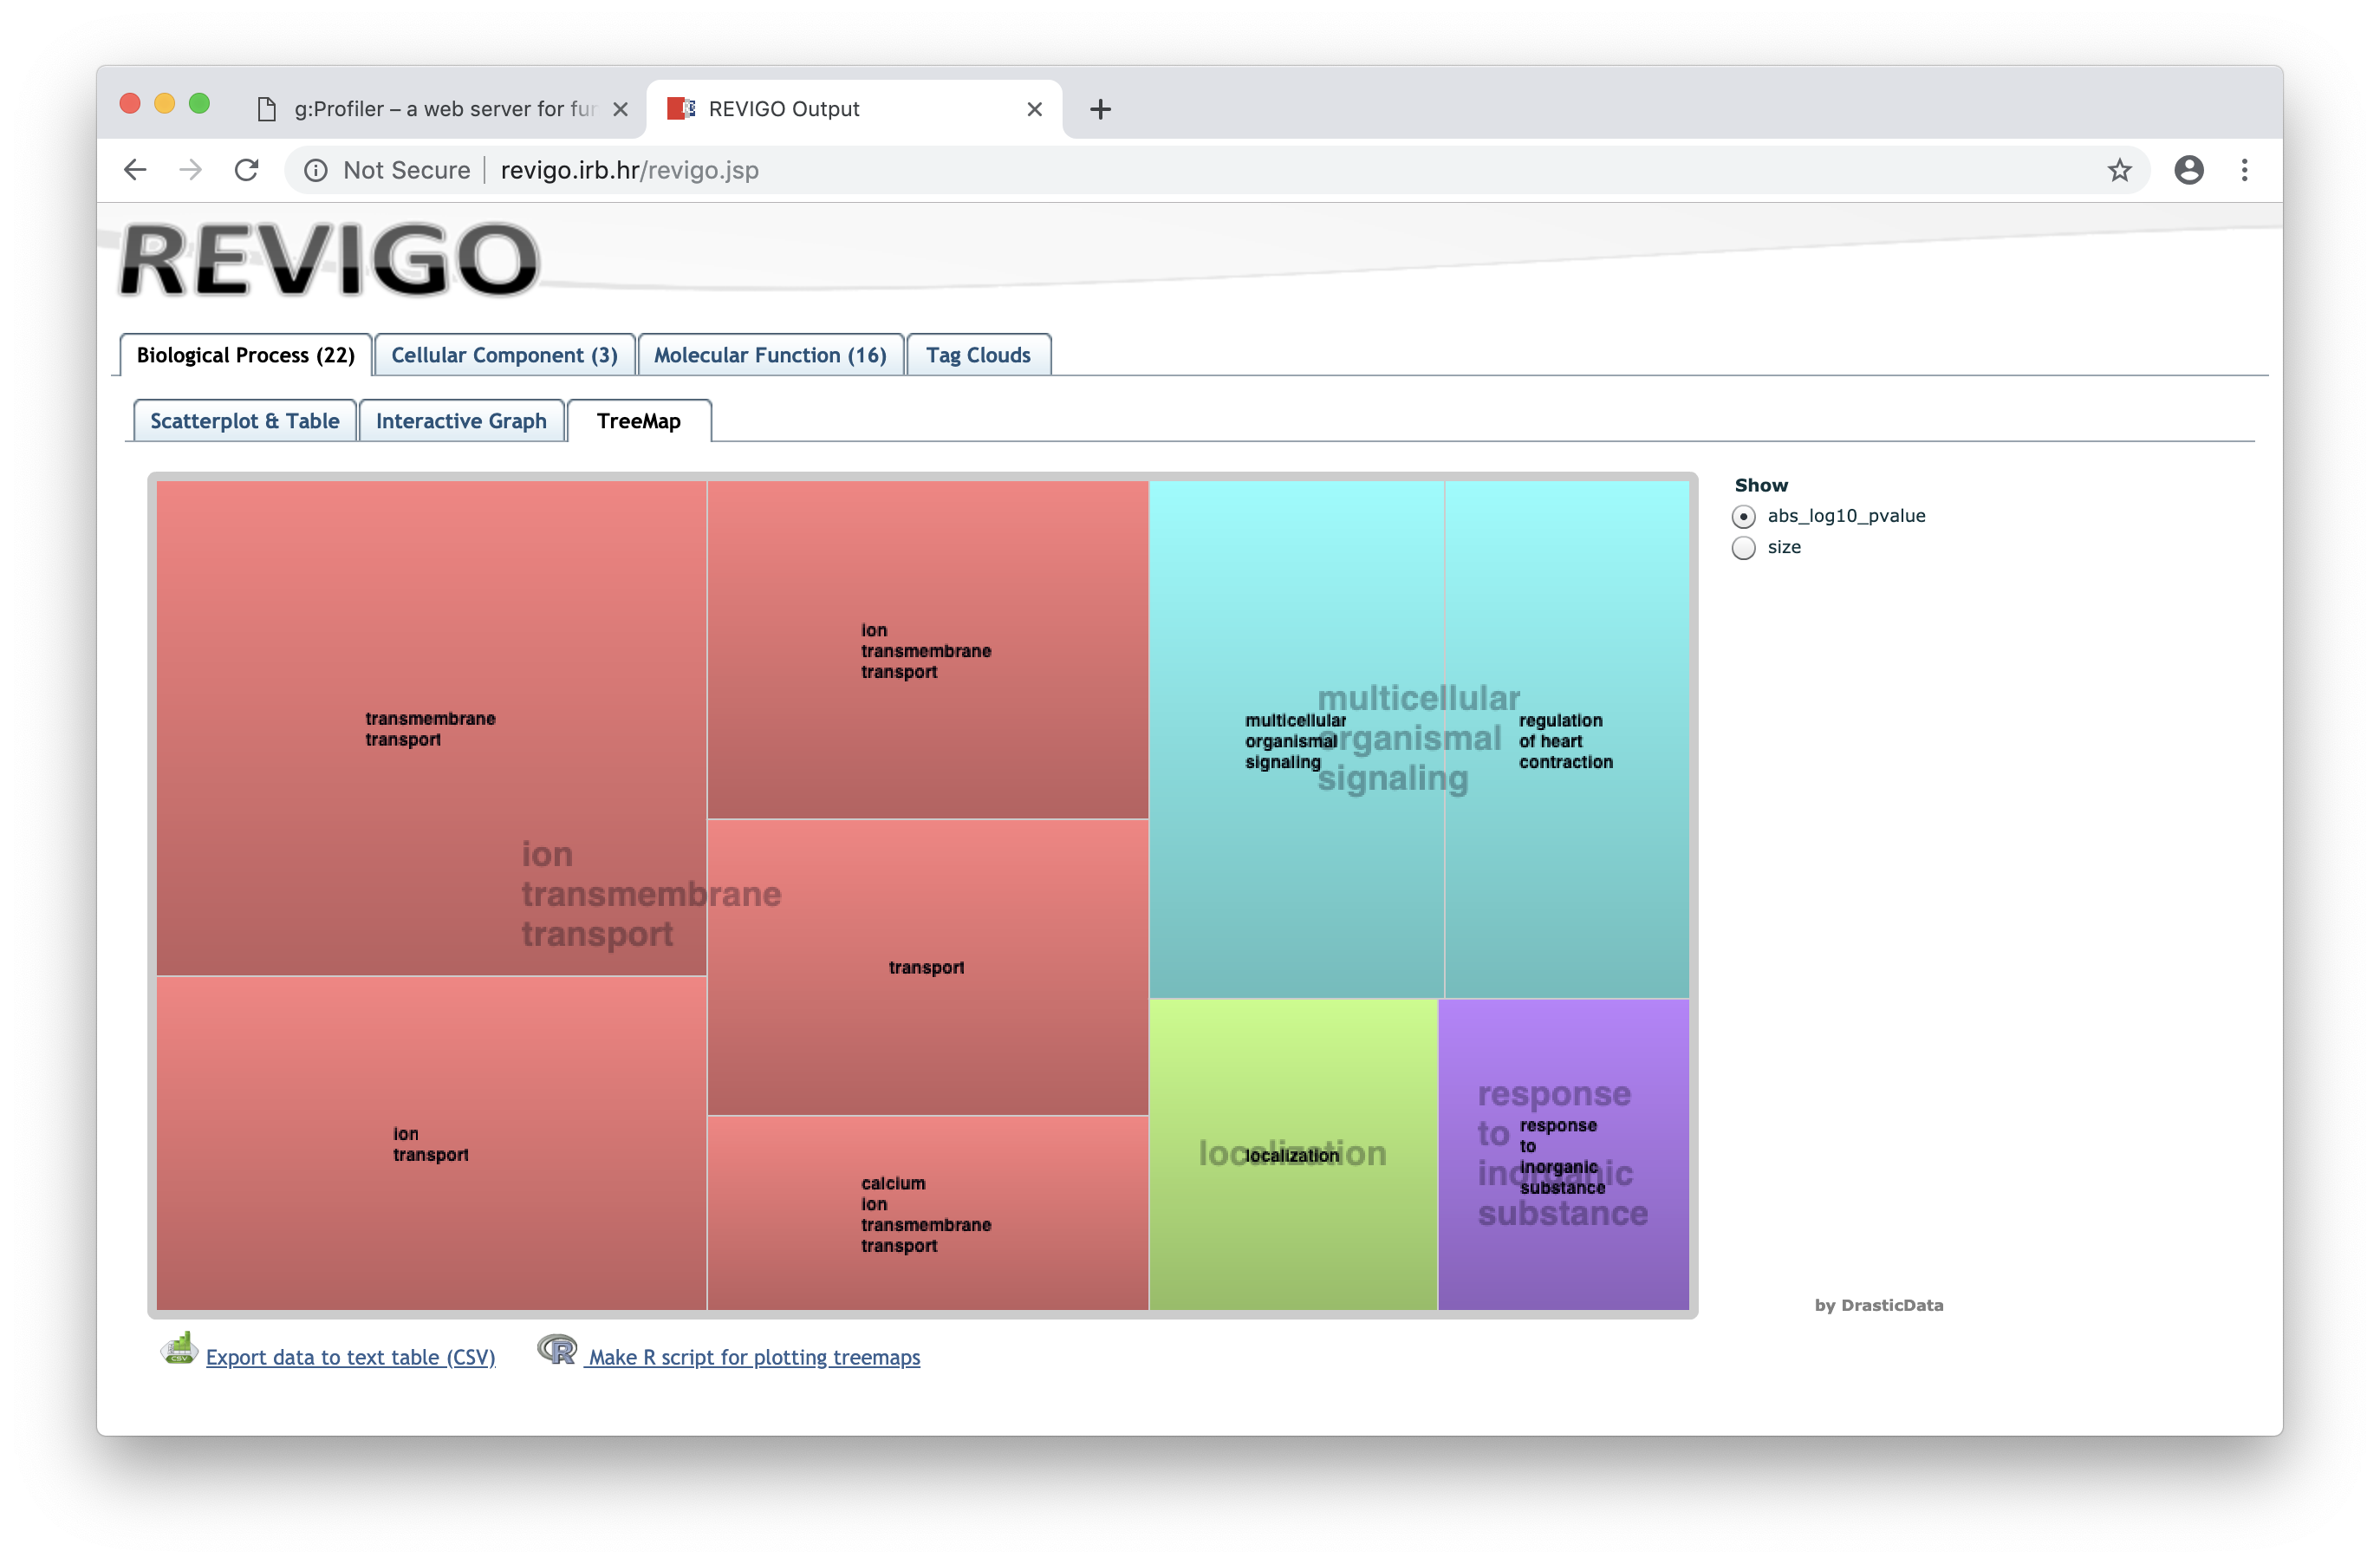 g:Profiler – a web server for fun
REVIGO Output
Not Secure
revigo.irb.hr/revigo.jsp
REVIGO
Biological Process (22)
Cellular Component (3)
Molecular Function (16)
Tag Clouds
Scatterplot & Table
Interactive Graph
TreeMap
transmembrane
transport
ion
transmembrane
transport
ion
transmembrane
transport
ion
transport
transport
calcium
ion
transmembrane
transport
multicellular
organismal
signaling
multicellular
organismal
signaling
regulation
of heart
contraction
localization
localization
response
to
inorganic
substance
response
to
inorganic
substance
Show
abs_log10_pvalue
size
by DrasticData
CSV
Export data to text table (CSV)
R
Make R script for plotting treemaps